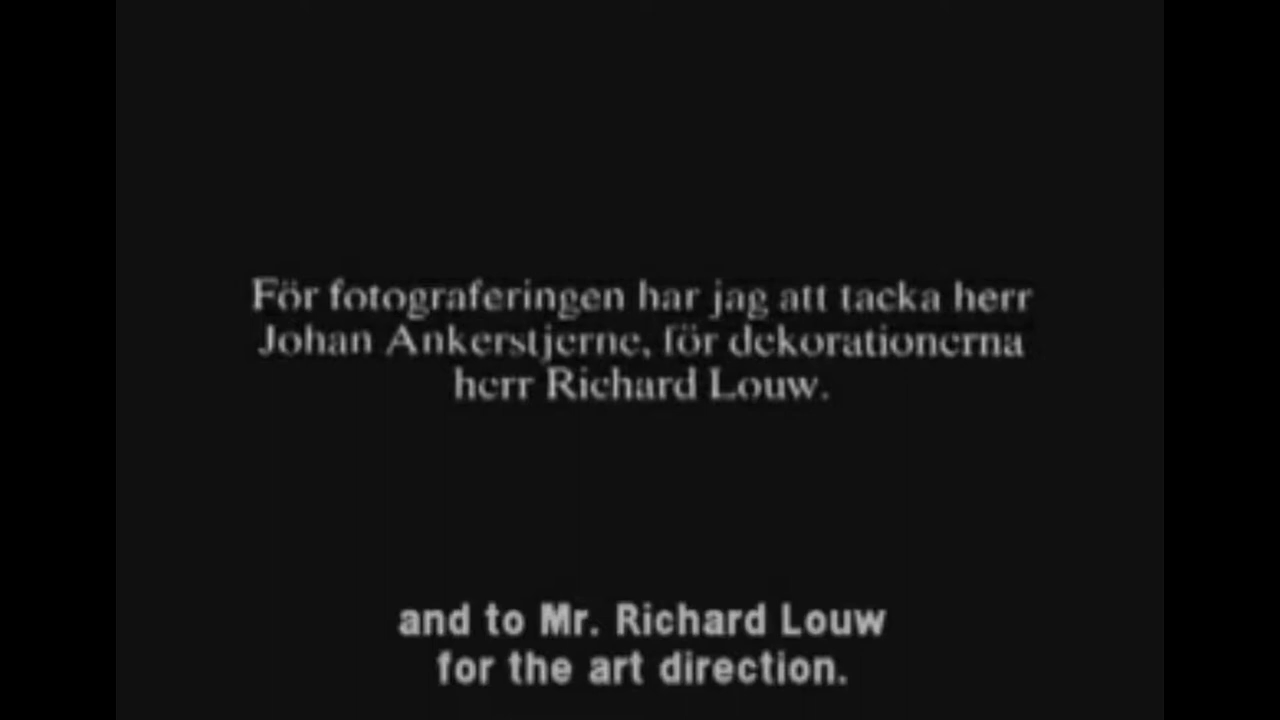 För fotograferingen har jag att tacka herr
Johan Ankerstjerne, för dekorationerna
herr Richard Louw.
and to Mr. Richard Louw
for the art direction.